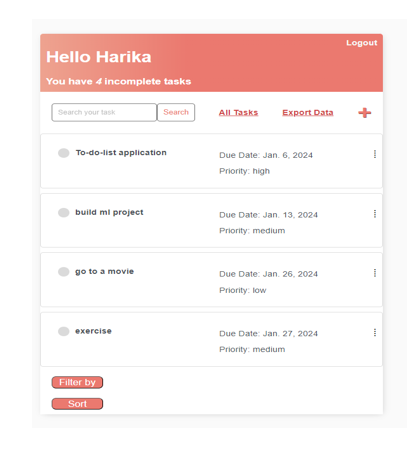 Logout
Hello Harika
You have 4 incomplete tasks
Search your task Search All Tasks Export Data
To-do-list application
Due Date: Jan. 6, 2024
Priority: high
build ml project
Due Date: Jan. 13, 2024
Priority: medium
go to a movie
Due Date: Jan. 26, 2024
Priority: low
exercise
Due Date: Jan. 27, 2024
Priority: medium
Filter by
Sort